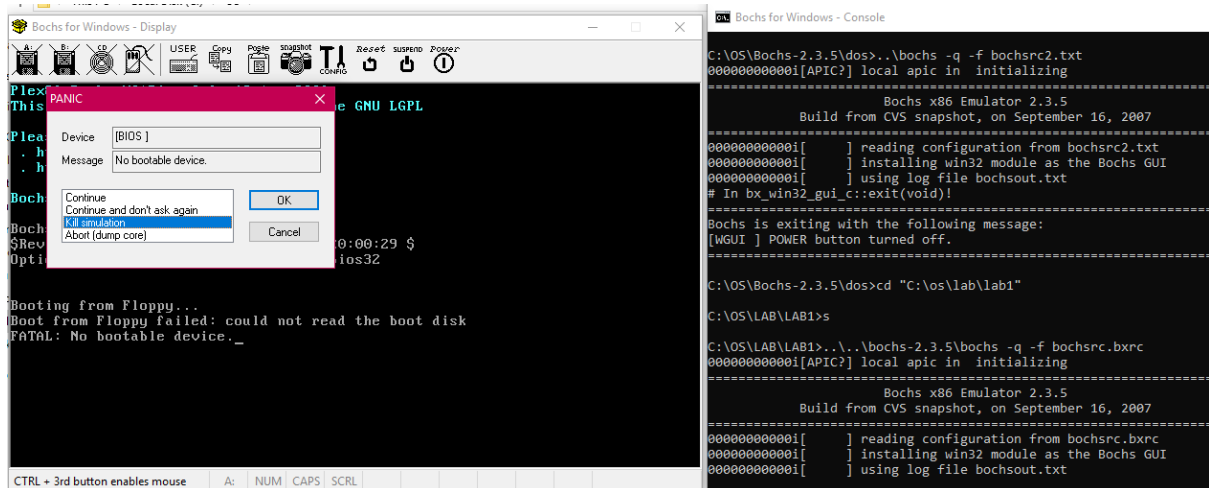 Bochs for Windows - Display
A: B: CD USER Copy Paste snapshot CONFIG Reset SUSPEND Power
Plex
This e GNU LGPL
Plea
. h
. h
Boch
Boch
$Rev 0:00:29 $
Opti ios32
Booting from Floppy...
Boot from Floppy failed: could not read the boot disk
FATAL: No bootable device._
PANIC
Device [BIOS ]
Message No bootable device.
Continue
Continue and don't ask again
Kill simulation
Abort (dump core)
OK
Cancel
CTRL + 3rd button enables mouse A: NUM CAPS SCRL
Bochs for Windows - Console
C:\OS\Bochs-2.3.5\dos>..\bochs -q -f bochsrc2.txt
00000000000i[APIC?] local apic in initializing
========================================================================
Bochs x86 Emulator 2.3.5
Build from CVS snapshot, on September 16, 2007
========================================================================
00000000000i[ ] reading configuration from bochsrc2.txt
00000000000i[ ] installing win32 module as the Bochs GUI
00000000000i[ ] using log file bochsout.txt
# In bx_win32_gui_c::exit(void)!
========================================================================
Bochs is exiting with the following message:
[WGUI ] POWER button turned off.
========================================================================
C:\OS\Bochs-2.3.5\dos>cd "C:\os\lab\lab1"
C:\OS\LAB\LAB1>s
C:\OS\LAB\LAB1>..\..\bochs-2.3.5\bochs -q -f bochsrc.bxrc
00000000000i[APIC?] local apic in initializing
========================================================================
Bochs x86 Emulator 2.3.5
Build from CVS snapshot, on September 16, 2007
========================================================================
00000000000i[ ] reading configuration from bochsrc.bxrc
00000000000i[ ] installing win32 module as the Bochs GUI
00000000000i[ ] using log file bochsout.txt